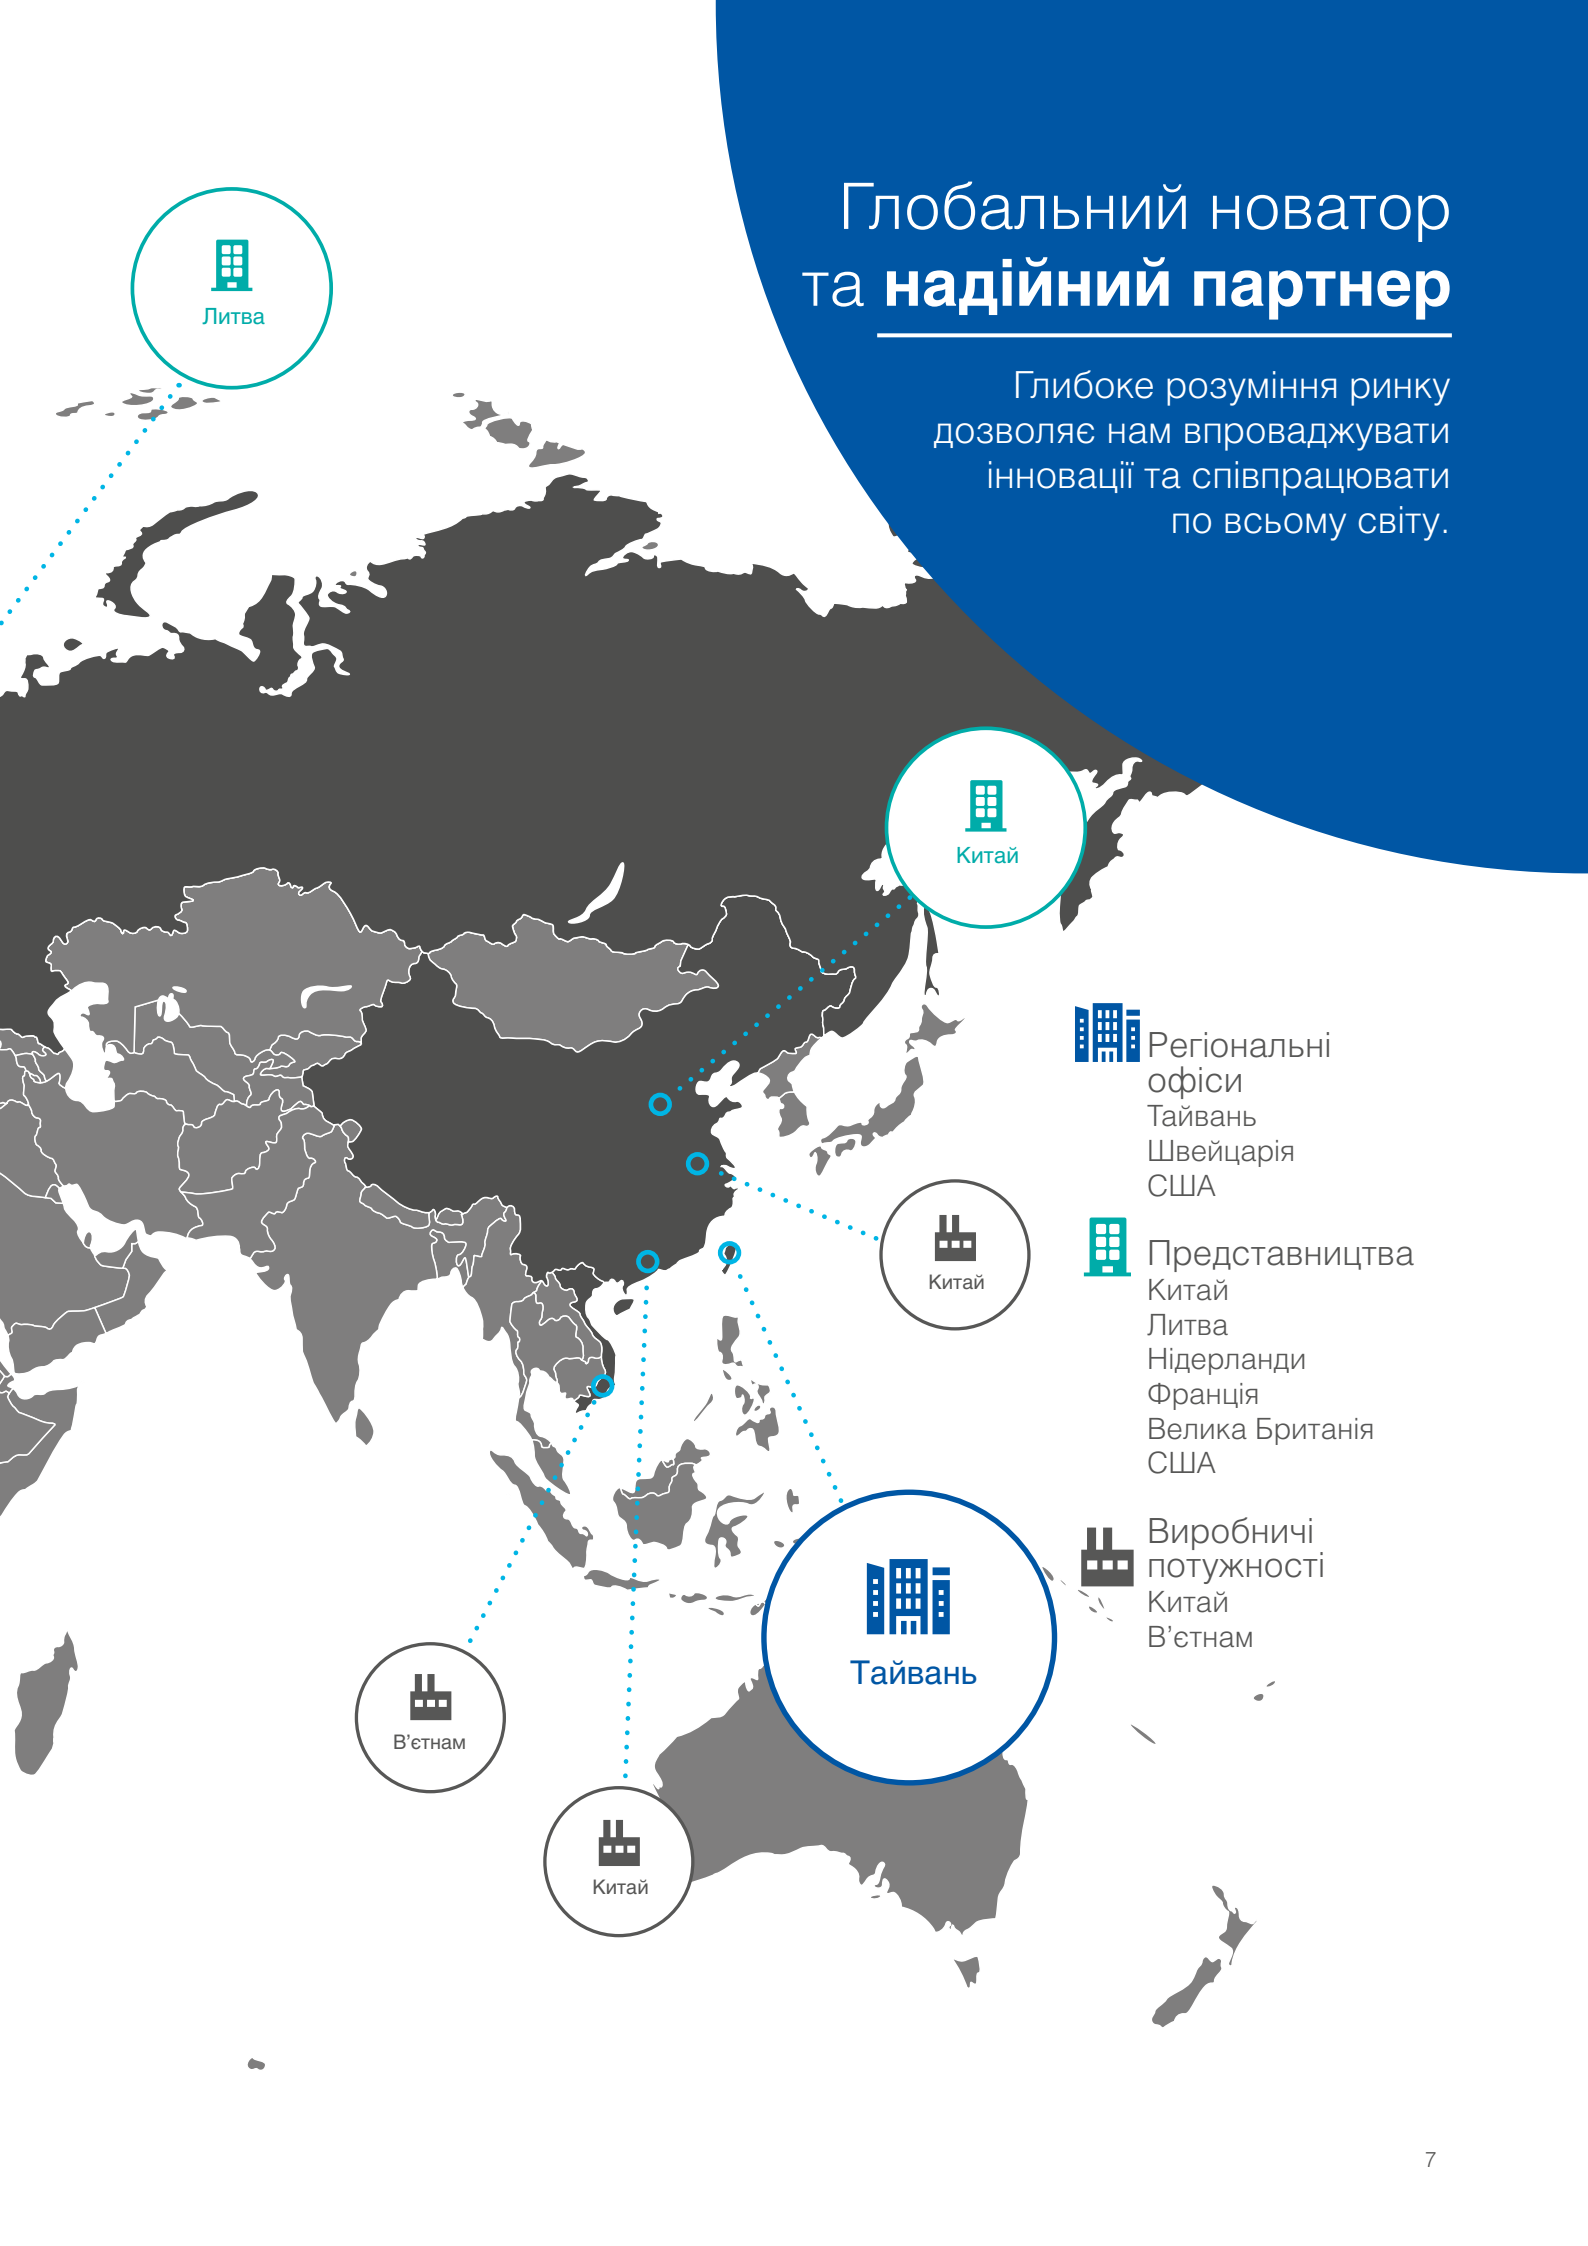 Глобальний новатор
та надійний партнер
Глибоке розуміння ринку
дозволяє нам впроваджувати
інновації та співпрацювати
по всьому світу.
Литва
Китай
Регіональні
офіси
Тайвань
Швейцарія
США
Китай
Представництва
Китай
Литва
Нідерланди
Франція
Велика Британія
США
Виробничі
потужності
Китай
В'єтнам
Тайвань
В'єтнам
Китай
7